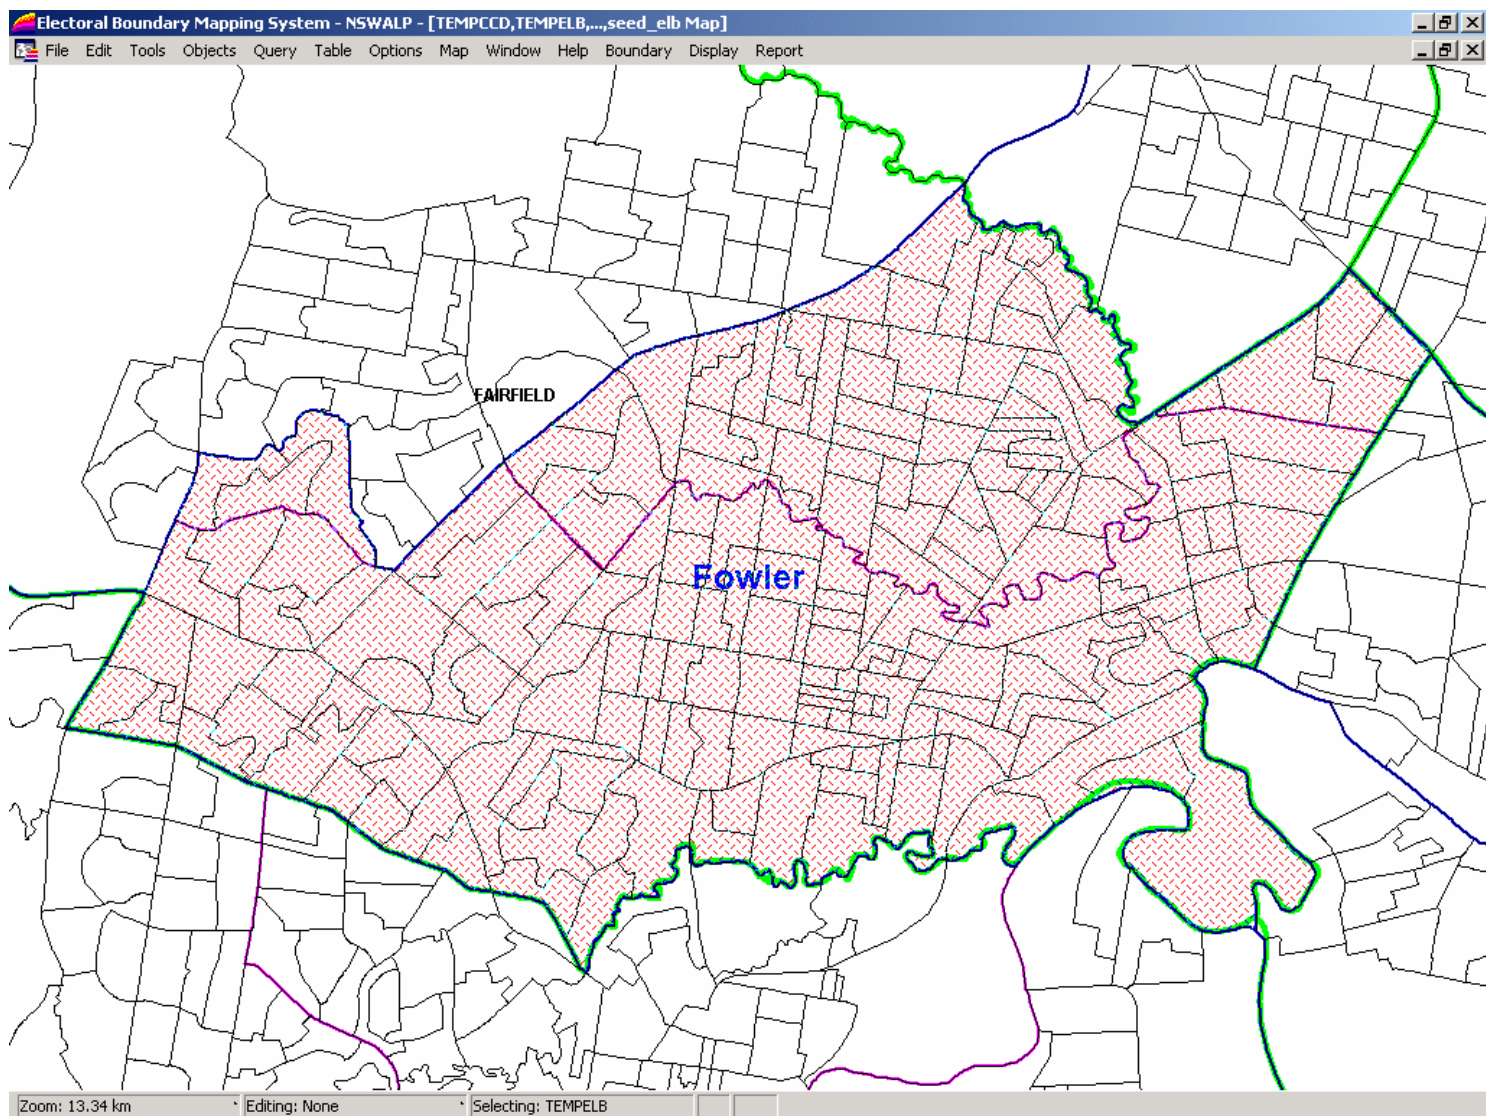 Electoral Boundary Mapping System - NSWALP - [TEMPCCD,TEMPELB,...,seed_elb Map]
File Edit Tools Objects Query Table Options Map Window Help Boundary Display Report
FAIRFIELD
Fowler
Zoom: 13.34 km Editing: None Selecting: TEMPELB